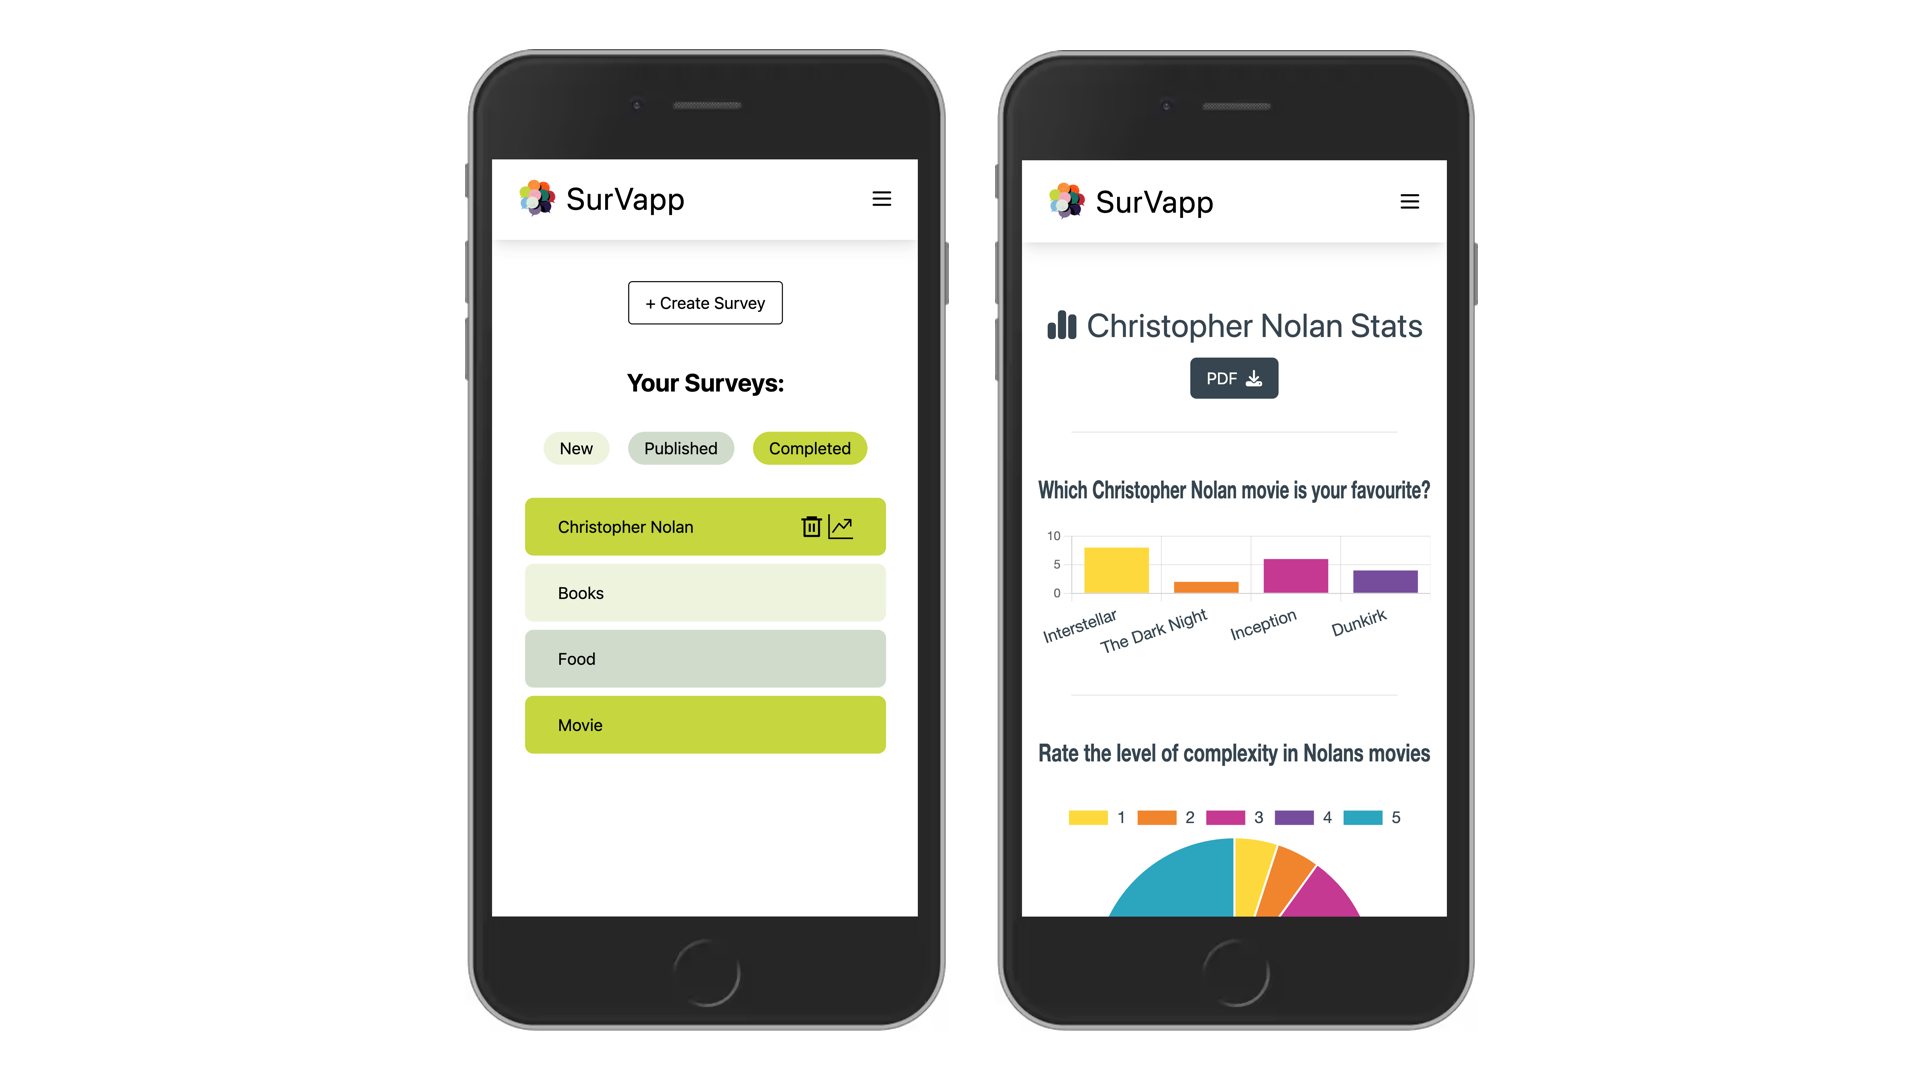 SurVapp
+ Create Survey
Your Surveys:
New Published Completed
Christopher Nolan
Books
Food
Movie
SurVapp
Christopher Nolan Stats
PDF
Which Christopher Nolan movie is your favourite?
10
5
0
Interstellar The Dark Night Inception Dunkirk
Rate the level of complexity in Nolans movies
1 2 3 4 5